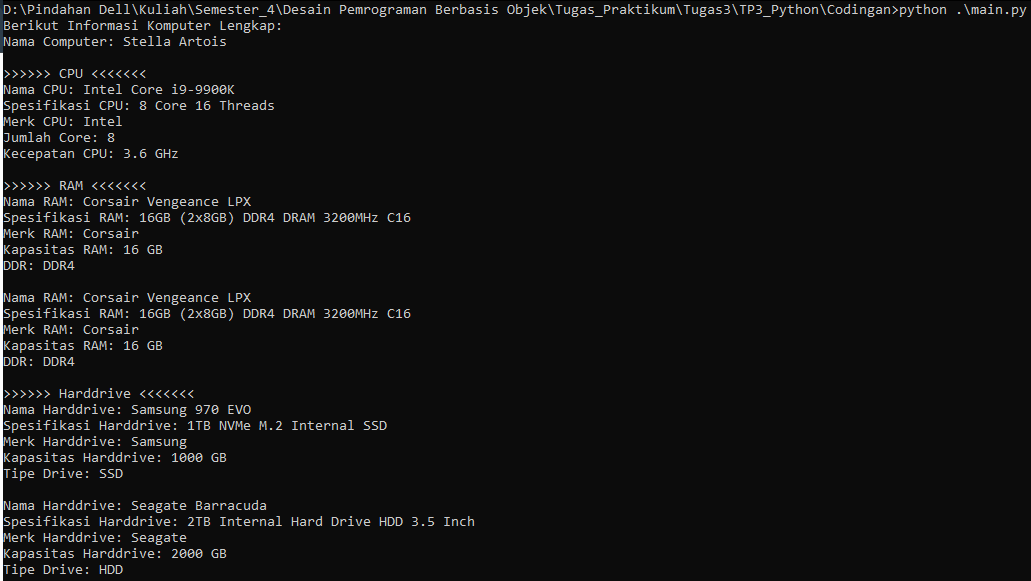 D:\Pindahan Dell\Kuliah\Semester_4\Desain Pemrograman Berbasis Objek\Tugas_Praktikum\Tugas3\TP3_Python\Codingan>python .\main.py
Berikut Informasi Komputer Lengkap:
Nama Computer: Stella Artois

>>>>>> CPU <<<<<<<
Nama CPU: Intel Core i9-9900K
Spesifikasi CPU: 8 Core 16 Threads
Merk CPU: Intel
Jumlah Core: 8
Kecepatan CPU: 3.6 GHz

>>>>>> RAM <<<<<<<
Nama RAM: Corsair Vengeance LPX
Spesifikasi RAM: 16GB (2x8GB) DDR4 DRAM 3200MHz C16
Merk RAM: Corsair
Kapasitas RAM: 16 GB
DDR: DDR4

Nama RAM: Corsair Vengeance LPX
Spesifikasi RAM: 16GB (2x8GB) DDR4 DRAM 3200MHz C16
Merk RAM: Corsair
Kapasitas RAM: 16 GB
DDR: DDR4

>>>>>> Harddrive <<<<<<<
Nama Harddrive: Samsung 970 EVO
Spesifikasi Harddrive: 1TB NVMe M.2 Internal SSD
Merk Harddrive: Samsung
Kapasitas Harddrive: 1000 GB
Tipe Drive: SSD

Nama Harddrive: Seagate Barracuda
Spesifikasi Harddrive: 2TB Internal Hard Drive HDD 3.5 Inch
Merk Harddrive: Seagate
Kapasitas Harddrive: 2000 GB
Tipe Drive: HDD